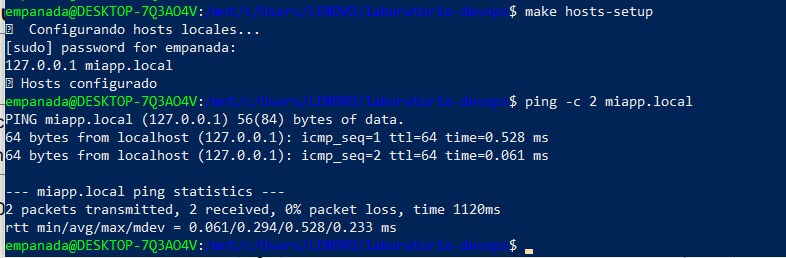 empanada@DESKTOP-7Q3AO4V:/mnt/c/Users/LENOVO/laboratorio-devops$ make hosts-setup
Configurando hosts locales...
[sudo] password for empanada:
127.0.0.1 miapp.local
Hosts configurado
empanada@DESKTOP-7Q3AO4V:/mnt/c/Users/LENOVO/laboratorio-devops$ ping -c 2 miapp.local
PING miapp.local (127.0.0.1) 56(84) bytes of data.
64 bytes from localhost (127.0.0.1): icmp_seq=1 ttl=64 time=0.528 ms
64 bytes from localhost (127.0.0.1): icmp_seq=2 ttl=64 time=0.061 ms
--- miapp.local ping statistics ---
2 packets transmitted, 2 received, 0% packet loss, time 1120ms
rtt min/avg/max/mdev = 0.061/0.294/0.528/0.233 ms
empanada@DESKTOP-7Q3AO4V:/mnt/c/Users/LENOVO/laboratorio-devops$